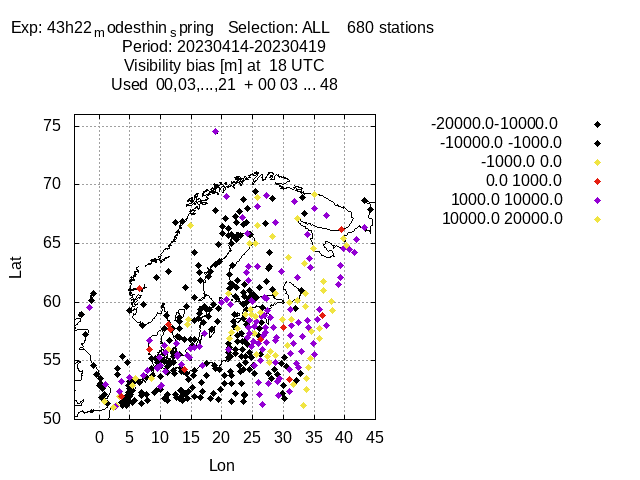 Exp: 43h22modesthinspring   Selection: ALL    680 stations
Period: 20230414-20230419
Visibility bias [m] at  18 UTC
Used  00,03,...,21  + 00 03 ... 48
-20000.0-10000.0
-10000.0 -1000.0
-1000.0 0.0
0.0 1000.0
1000.0 10000.0
10000.0 20000.0
75
70
65
60
55
50
Lat
0 5 10 15 20 25 30 35 40 45
Lon